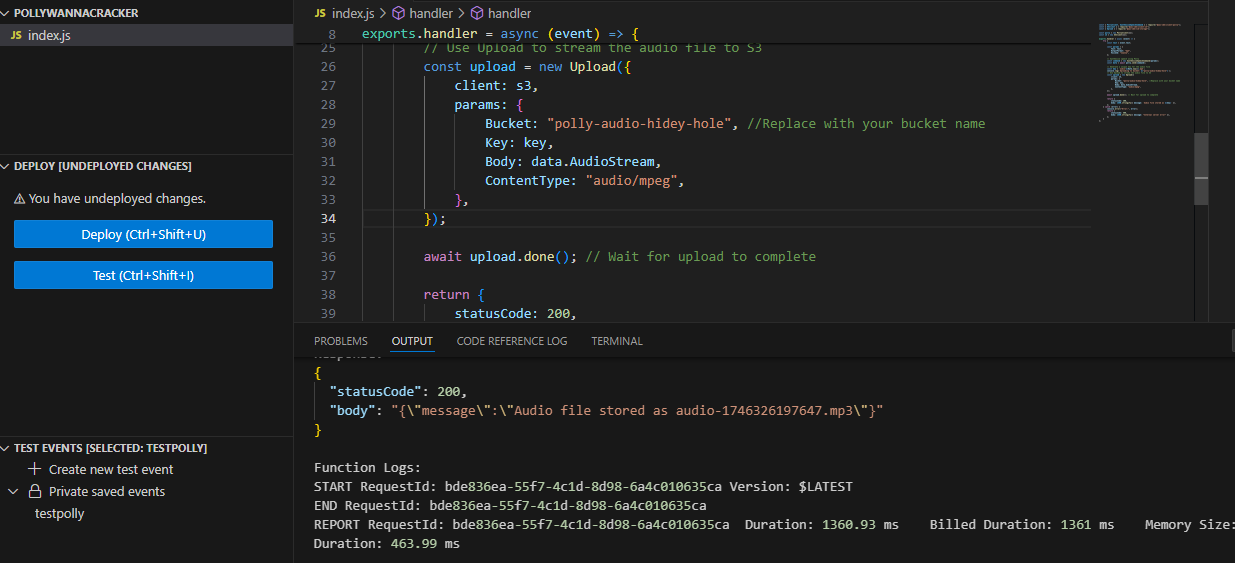 POLLYWANNACRACKER
JS index.js
DEPLOY [UNDEPLOYED CHANGES]
You have undeployed changes.
Deploy (Ctrl+Shift+U)
Test (Ctrl+Shift+I)
TEST EVENTS [SELECTED: TESTPOLLY]
Create new test event
Private saved events
testpolly
JS index.js > handler > handler
8 exports.handler = async (event) => {
25 // Use Upload to stream the audio file to S3
26 const upload = new Upload({
27 client: s3,
28 params: {
29 Bucket: "polly-audio-hidey-hole", //Replace with your bucket name
30 Key: key,
31 Body: data.AudioStream,
32 ContentType: "audio/mpeg",
33 },
34 });
35
36 await upload.done(); // Wait for upload to complete
37
38 return {
39 statusCode: 200,
PROBLEMS OUTPUT CODE REFERENCE LOG TERMINAL
Response:
{
"statusCode": 200,
"body": "{\"message\":\"Audio file stored as audio-1746326197647.mp3\"}"
}
Function Logs:
START RequestId: bde836ea-55f7-4c1d-8d98-6a4c010635ca Version: $LATEST
END RequestId: bde836ea-55f7-4c1d-8d98-6a4c010635ca
REPORT RequestId: bde836ea-55f7-4c1d-8d98-6a4c010635ca Duration: 1360.93 ms Billed Duration: 1361 ms Memory Size:
Duration: 463.99 ms